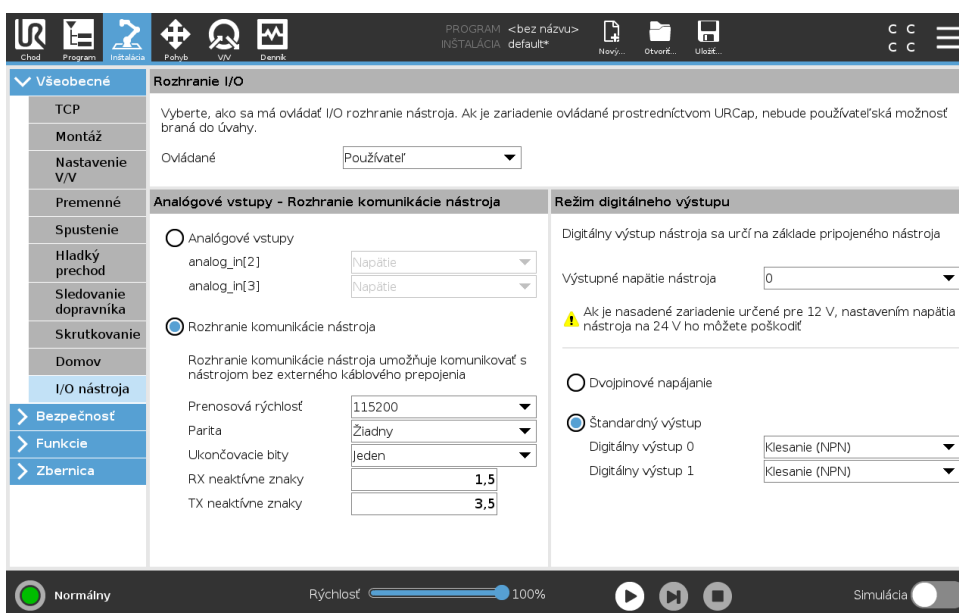 UR
Chod
Program
Inštalácia
Pohyb
V/V
Denník
PROGRAM <bez názvu>
INŠTALÁCIA default*
Nový...
Otvoriť...
Uložiť...
C C
C C
Všeobecné
TCP
Montáž
Nastavenie
V/V
Premenné
Spustenie
Hladký
prechod
Sledovanie
dopravníka
Skrutkovanie
Domov
I/O nástroja
Bezpečnosť
Funkcie
Zbernica
Rozhranie I/O
Vyberte, ako sa má ovládať I/O rozhranie nástroja. Ak je zariadenie ovládané prostredníctvom URCap, nebude používateľská možnosť
braná do úvahy.
Ovládané
Používateľ
Analógové vstupy - Rozhranie komunikácie nástroja
Analógové vstupy
analog_in[2]
Napätie
analog_in[3]
Napätie
Rozhranie komunikácie nástroja
Rozhranie komunikácie nástroja umožňuje komunikovať s
nástrojom bez externého káblového prepojenia
Prenosová rýchlosť
115200
Parita
Žiadny
Ukončovacie bity
Jeden
RX neaktívne znaky
1,5
TX neaktívne znaky
3,5
Režim digitálneho výstupu
Digitálny výstup nástroja sa určí na základe pripojeného nástroja
Výstupné napätie nástroja
0
Ak je nasadené zariadenie určené pre 12 V, nastavením napätia
nástroja na 24 V ho môžete poškodiť
Dvojpinové napájanie
Štandardný výstup
Digitálny výstup 0
Klesanie (NPN)
Digitálny výstup 1
Klesanie (NPN)
Normálny
Rýchlosť
100%
Simulácia